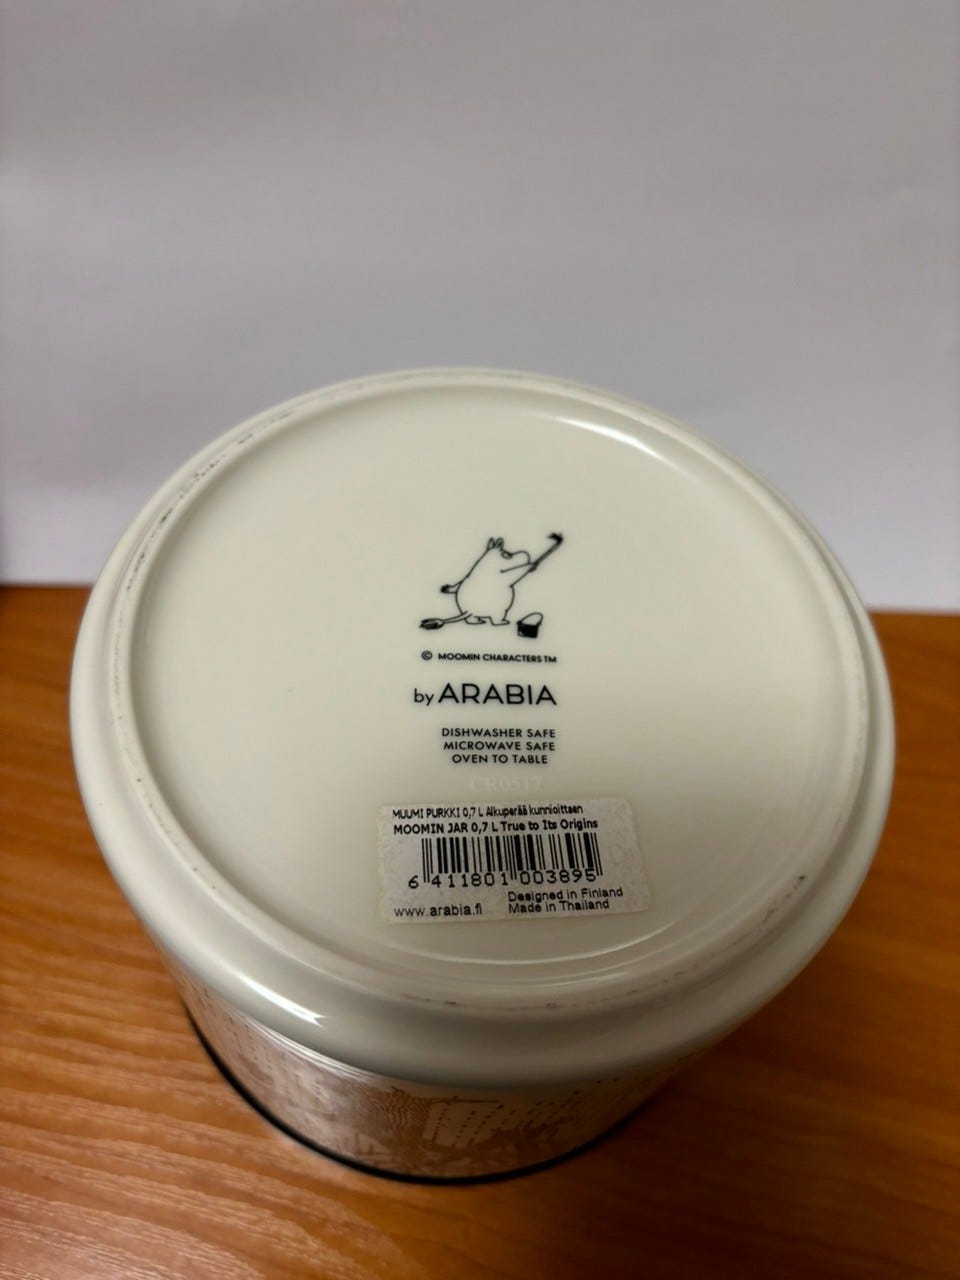 © MOOMIN CHARACTERS TM
by ARABIA
DISHWASHER SAFE
MICROWAVE SAFE
OVEN TO TABLE
CR0517
MUUMI PURKKI 0,7 L Alkuperää kunnioittaen
MOOMIN JAR 0,7 L True to Its Origins
6 411801 003895
www.arabia.fi
Designed in Finland
Made in Thailand